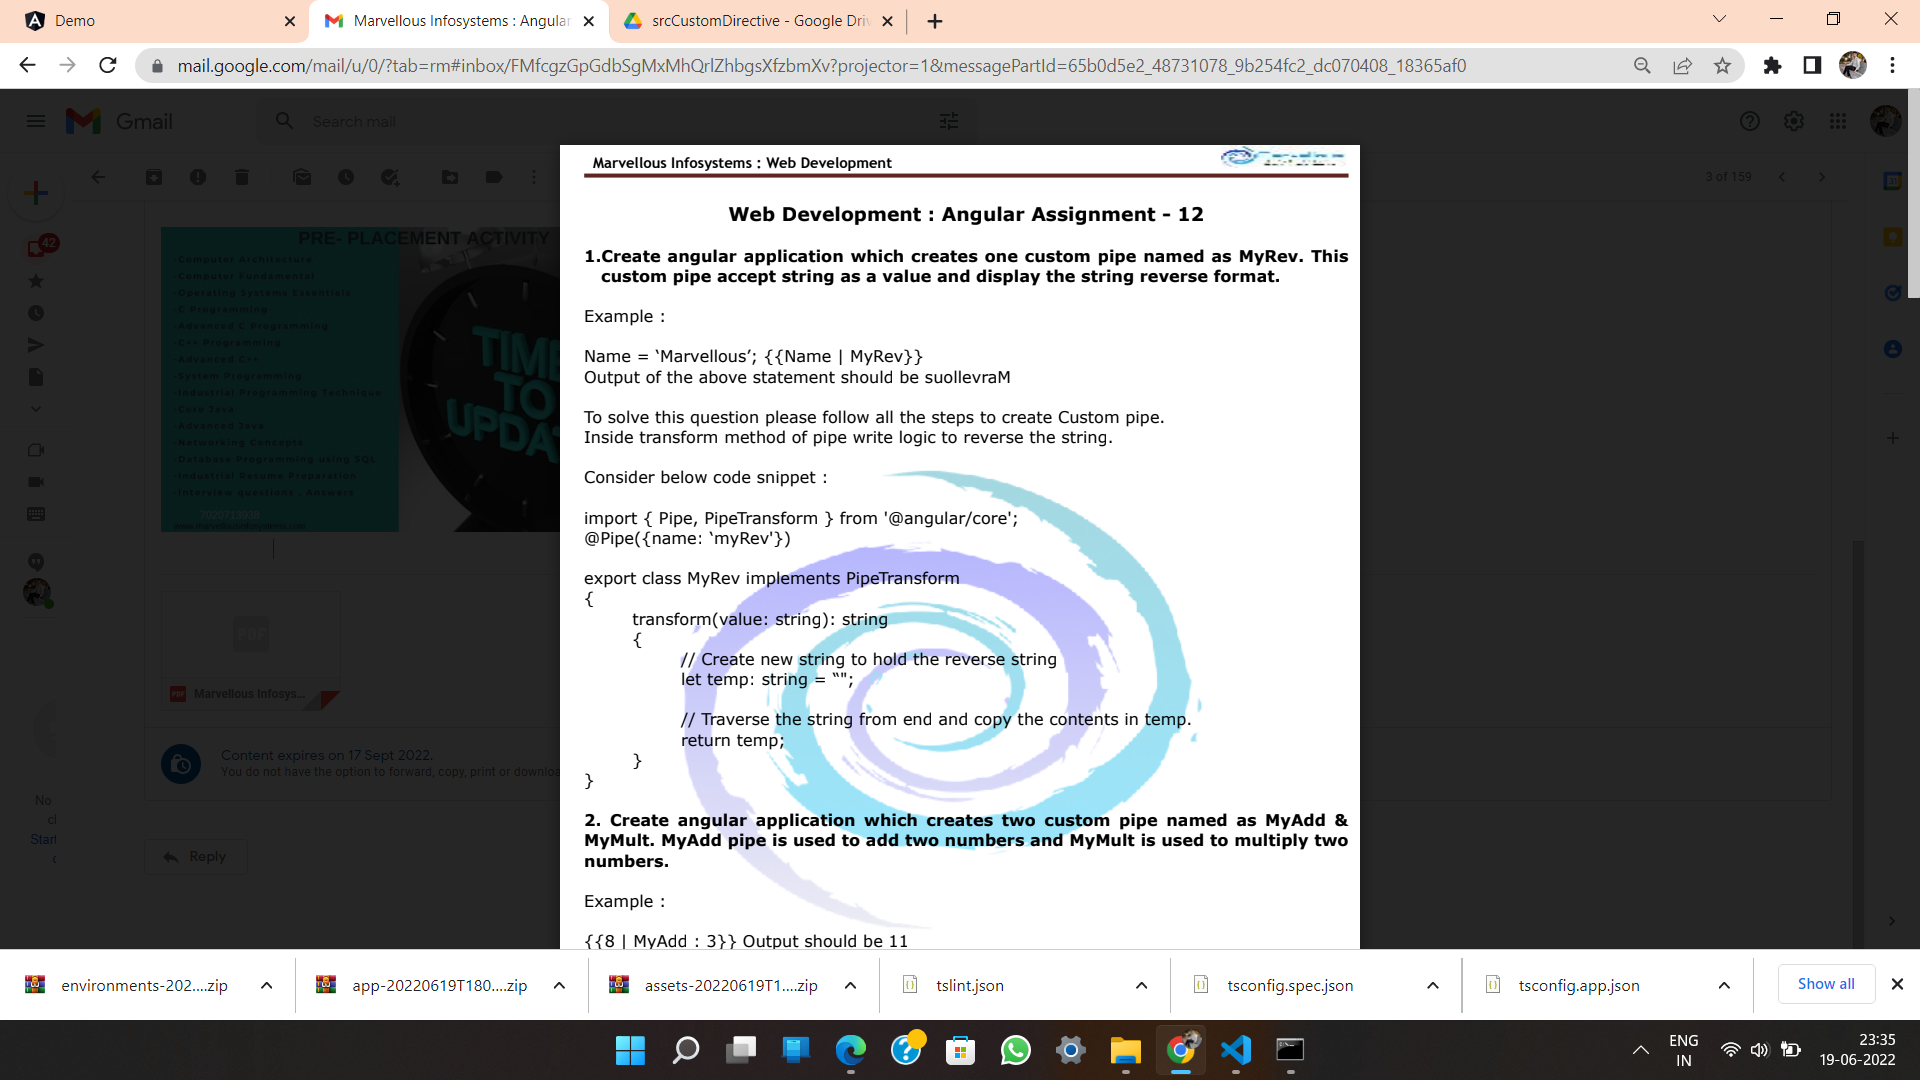 Demo
Marvellous Infosystems : Angular
srcCustomDirective - Google Driv
mail.google.com/mail/u/0/?tab=rm#inbox/FMfcgzGpGdbSgMxMhQrlZhbgsXfzbmXv?projector=1&messagePartId=65b0d5e2_48731078_9b254fc2_dc070408_18365af0
Gmail
Search mail
3 of 159
42
PRE- PLACEMENT ACTIVITY
-Computer Architecture
-Computer Fundamental
-Operating Systems Essentials
-C Programming
-Advanced C Programming
-C++ Programming
-Advanced C++
-System Programming
-Industrial Programming Technique
-Core Java
-Advanced Java
-Networking Concepts
-Database Programming using SQL
-Industrial Resume Preparation
-Interview questions . Answers
7020713938
TIME
TO
UPDA
PDF
PDF
Marvellous Infosys...
Content expires on 17 Sept 2022.
You do not have the option to forward, copy, print or downloa
No
Start
Reply
Marvellous Infosystems : Web Development
Web Development : Angular Assignment - 12
1.Create angular application which creates one custom pipe named as MyRev. This
custom pipe accept string as a value and display the string reverse format.
Example :
Name = ‘Marvellous’; {{Name | MyRev}}
Output of the above statement should be suollevraM
To solve this question please follow all the steps to create Custom pipe.
Inside transform method of pipe write logic to reverse the string.
Consider below code snippet :
import { Pipe, PipeTransform } from '@angular/core';
@Pipe({name: ‘myRev'})
export class MyRev implements PipeTransform
{
transform(value: string): string
{
// Create new string to hold the reverse string
let temp: string = “";
// Traverse the string from end and copy the contents in temp.
return temp;
}
}
2. Create angular application which creates two custom pipe named as MyAdd &
MyMult. MyAdd pipe is used to add two numbers and MyMult is used to multiply two
numbers.
Example :
{{8 | MyAdd : 3}} Output should be 11
environments-202....zip
app-20220619T180....zip
assets-20220619T1....zip
tslint.json
tsconfig.spec.json
tsconfig.app.json
Show all
ENG
IN
23:35
19-06-2022